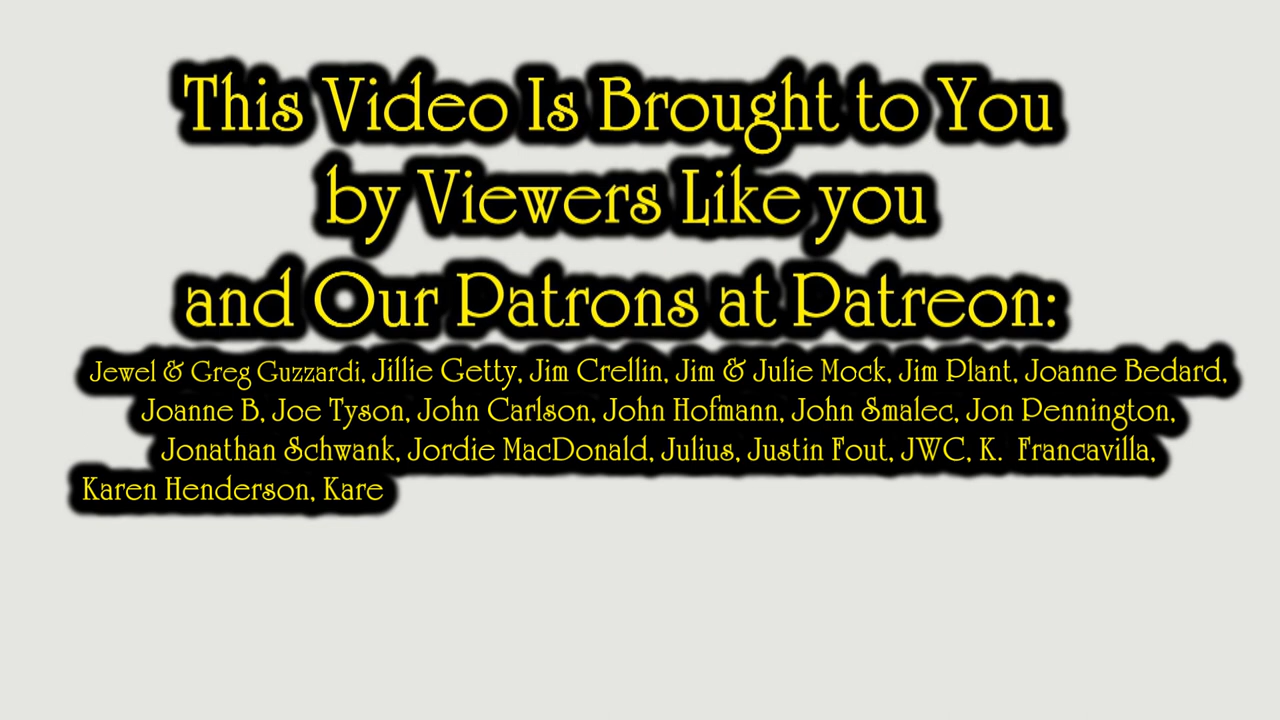 This Video Is Brought to You
by Viewers Like you
and Our Patrons at Patreon:
Jewel & Greg Guzzardi, Jillie Getty, Jim Crellin, Jim & Julie Mock, Jim Plant, Joanne Bedard,
Joanne B, Joe Tyson, John Carlson, John Hofmann, John Smalec, Jon Pennington,
Jonathan Schwank, Jordie MacDonald, Julius, Justin Fout, JWC, K.  Francavilla,
Karen Henderson, Kare